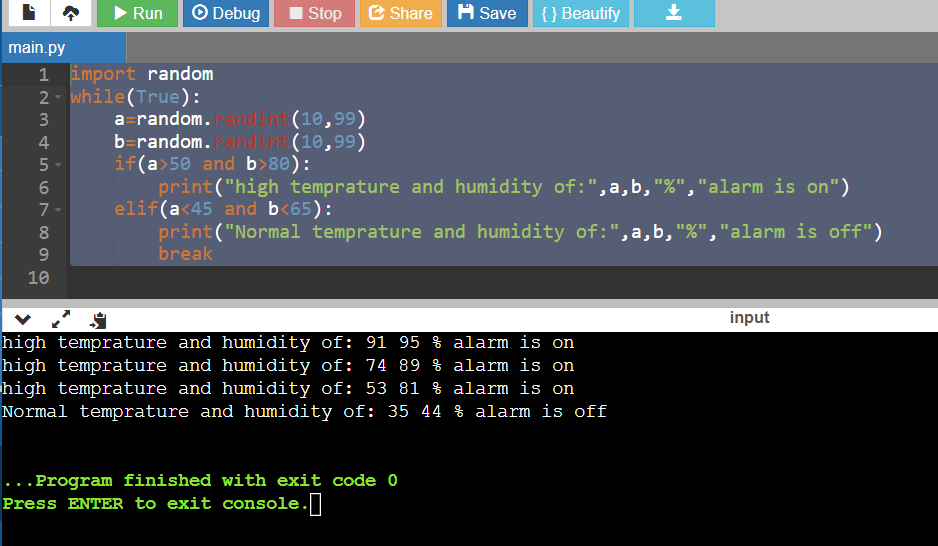 Run Debug Stop Share Save { } Beautify
main.py
1 import random
2 while(True):
3     a=random.randint(10,99)
4     b=random.randint(10,99)
5     if(a>50 and b>80):
6         print("high temprature and humidity of:",a,b,"%","alarm is on")
7     elif(a<45 and b<65):
8         print("Normal temprature and humidity of:",a,b,"%","alarm is off")
9         break
10
input
high temprature and humidity of: 91 95 % alarm is on
high temprature and humidity of: 74 89 % alarm is on
high temprature and humidity of: 53 81 % alarm is on
Normal temprature and humidity of: 35 44 % alarm is off
...Program finished with exit code 0
Press ENTER to exit console.